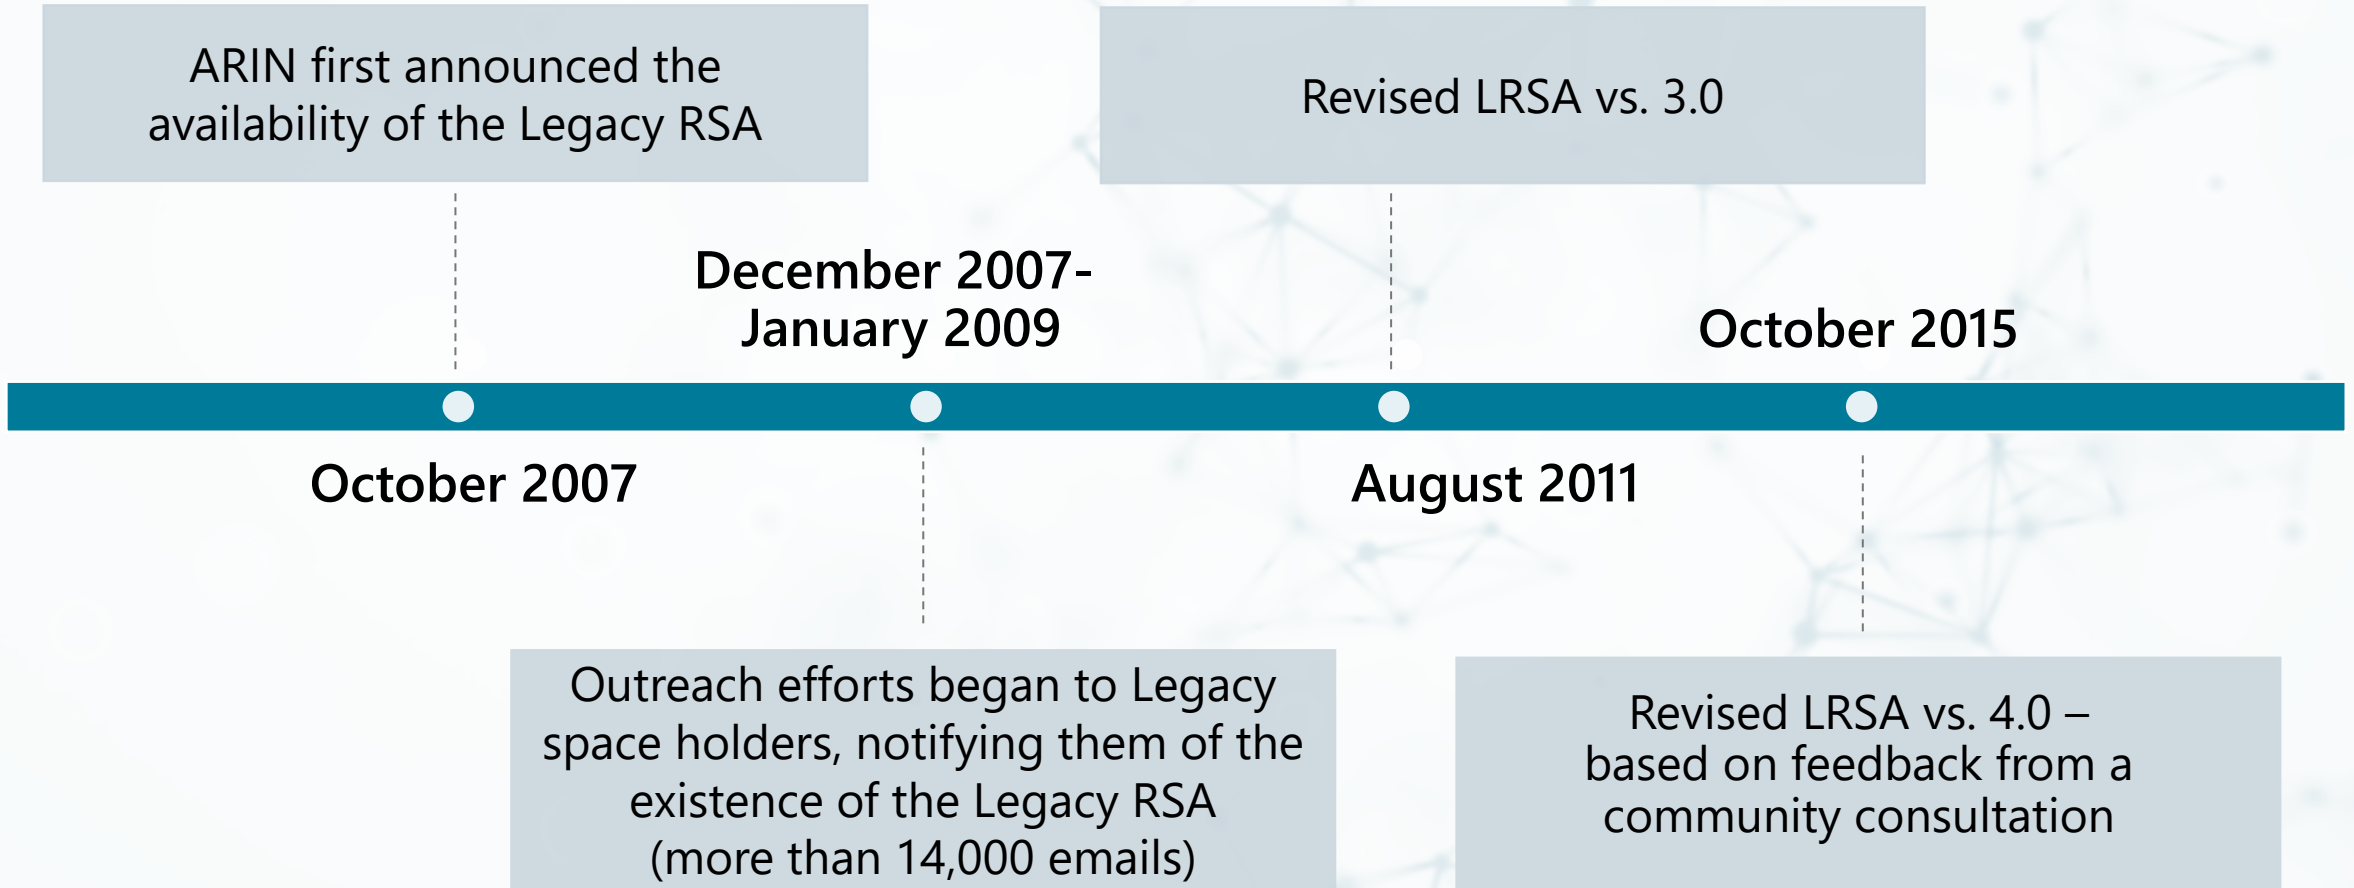 ARIN first announced the
availability of the Legacy RSA
Revised LRSA vs. 3.0
December 2007-
January 2009
October 2015
October 2007
August 2011
Outreach efforts began to Legacy
space holders, notifying them of the
existence of the Legacy RSA
(more than 14,000 emails)
Revised LRSA vs. 4.0 –
based on feedback from a
community consultation